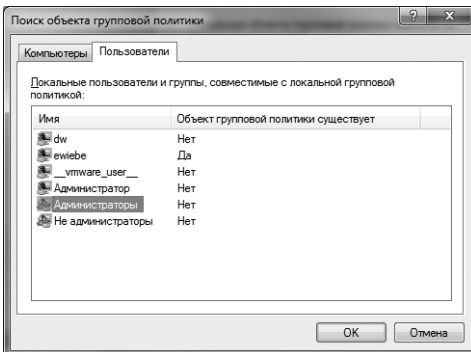 Поиск объекта групповой политики
Компьютеры Пользователи
Локальные пользователи и группы, совместимые с локальной групповой
политикой:
Имя Объект групповой политики существует
dw Нет
ewiebe Да
__vmware_user__ Нет
Администратор Нет
Администраторы Нет
Не администраторы Нет
OK Отмена